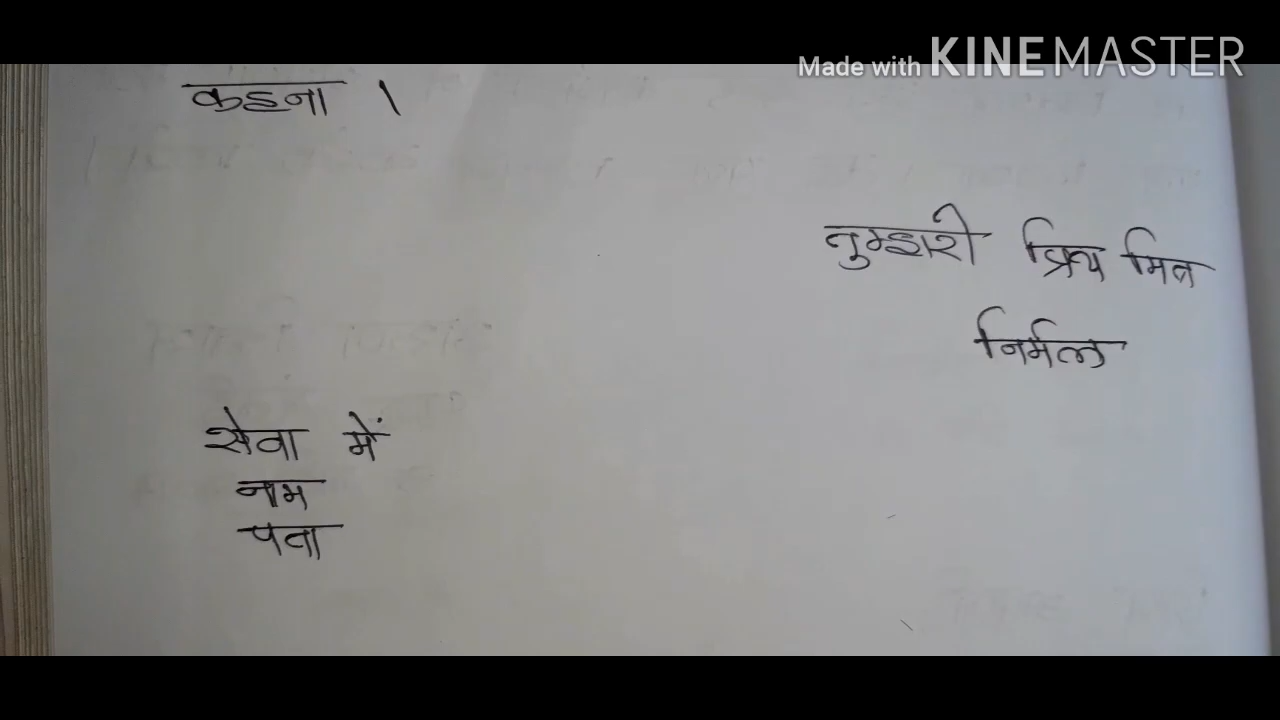 Made with KINEMASTER
कहना ।
तुम्हारी प्रिय मित्र
निर्मल
सेवा में
नाम
पता